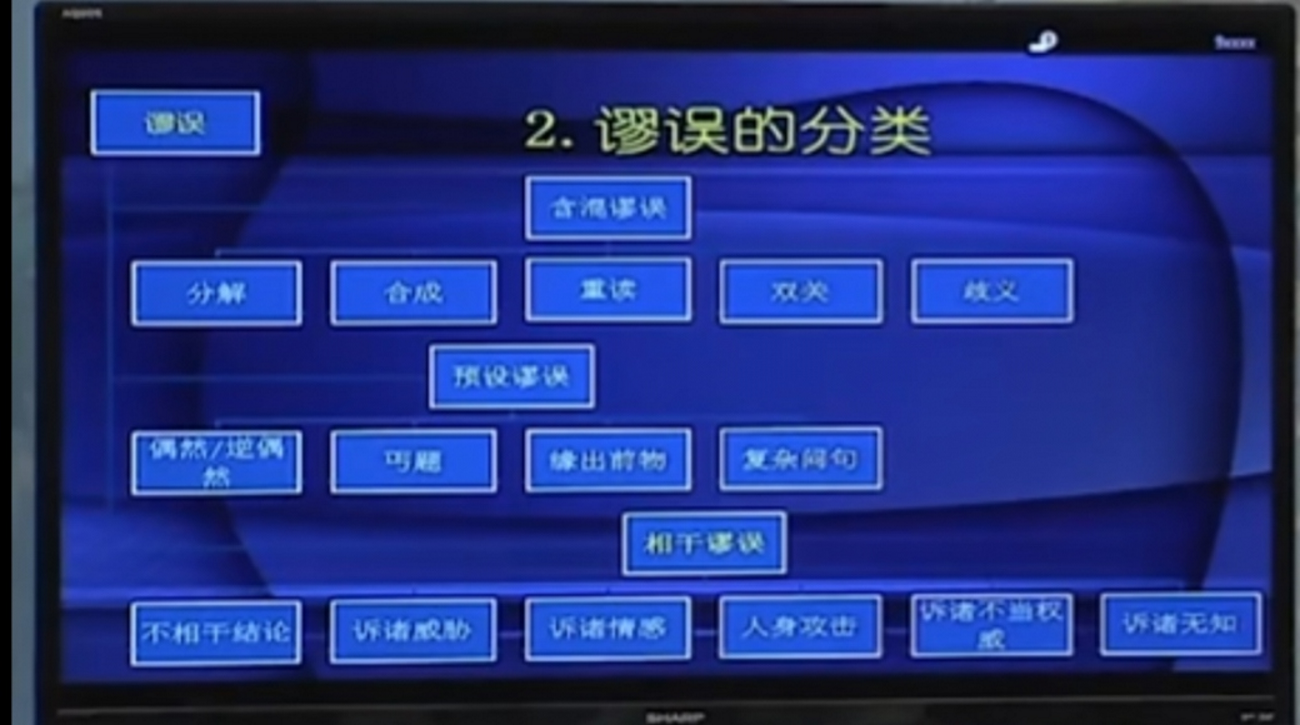 谬误
2. 谬误的分类
含混谬误
分解
合成
重读
双关
歧义
预设谬误
偶然/逆偶
然
丐题
缘出前物
复杂问句
相干谬误
不相干结论
诉诸威胁
诉诸情感
人身攻击
诉诸不当权
威
诉诸无知
SHARP